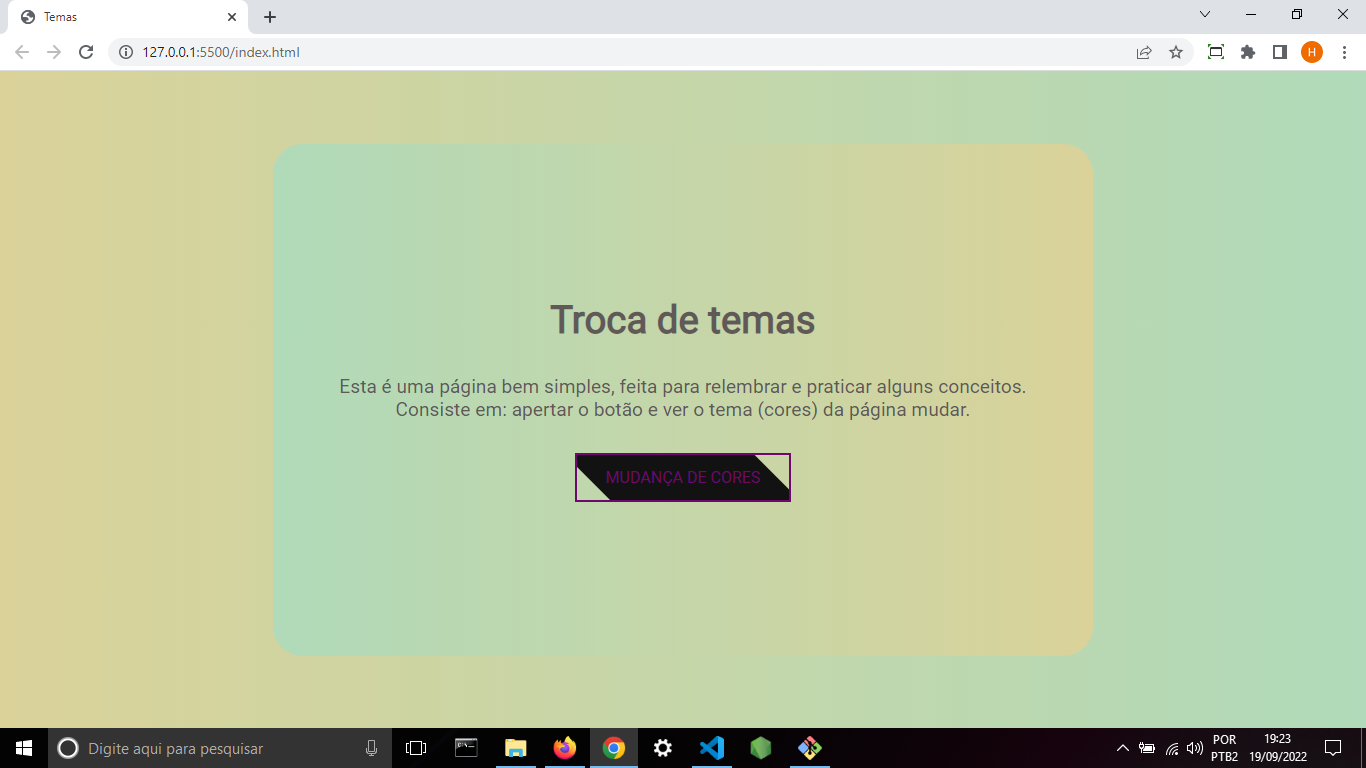 Temas
127.0.0.1:5500/index.html
H
Troca de temas
Esta é uma página bem simples, feita para relembrar e praticar alguns conceitos.
Consiste em: apertar o botão e ver o tema (cores) da página mudar.
MUDANÇA DE CORES
Digite aqui para pesquisar
POR
PTB2
19:23
19/09/2022